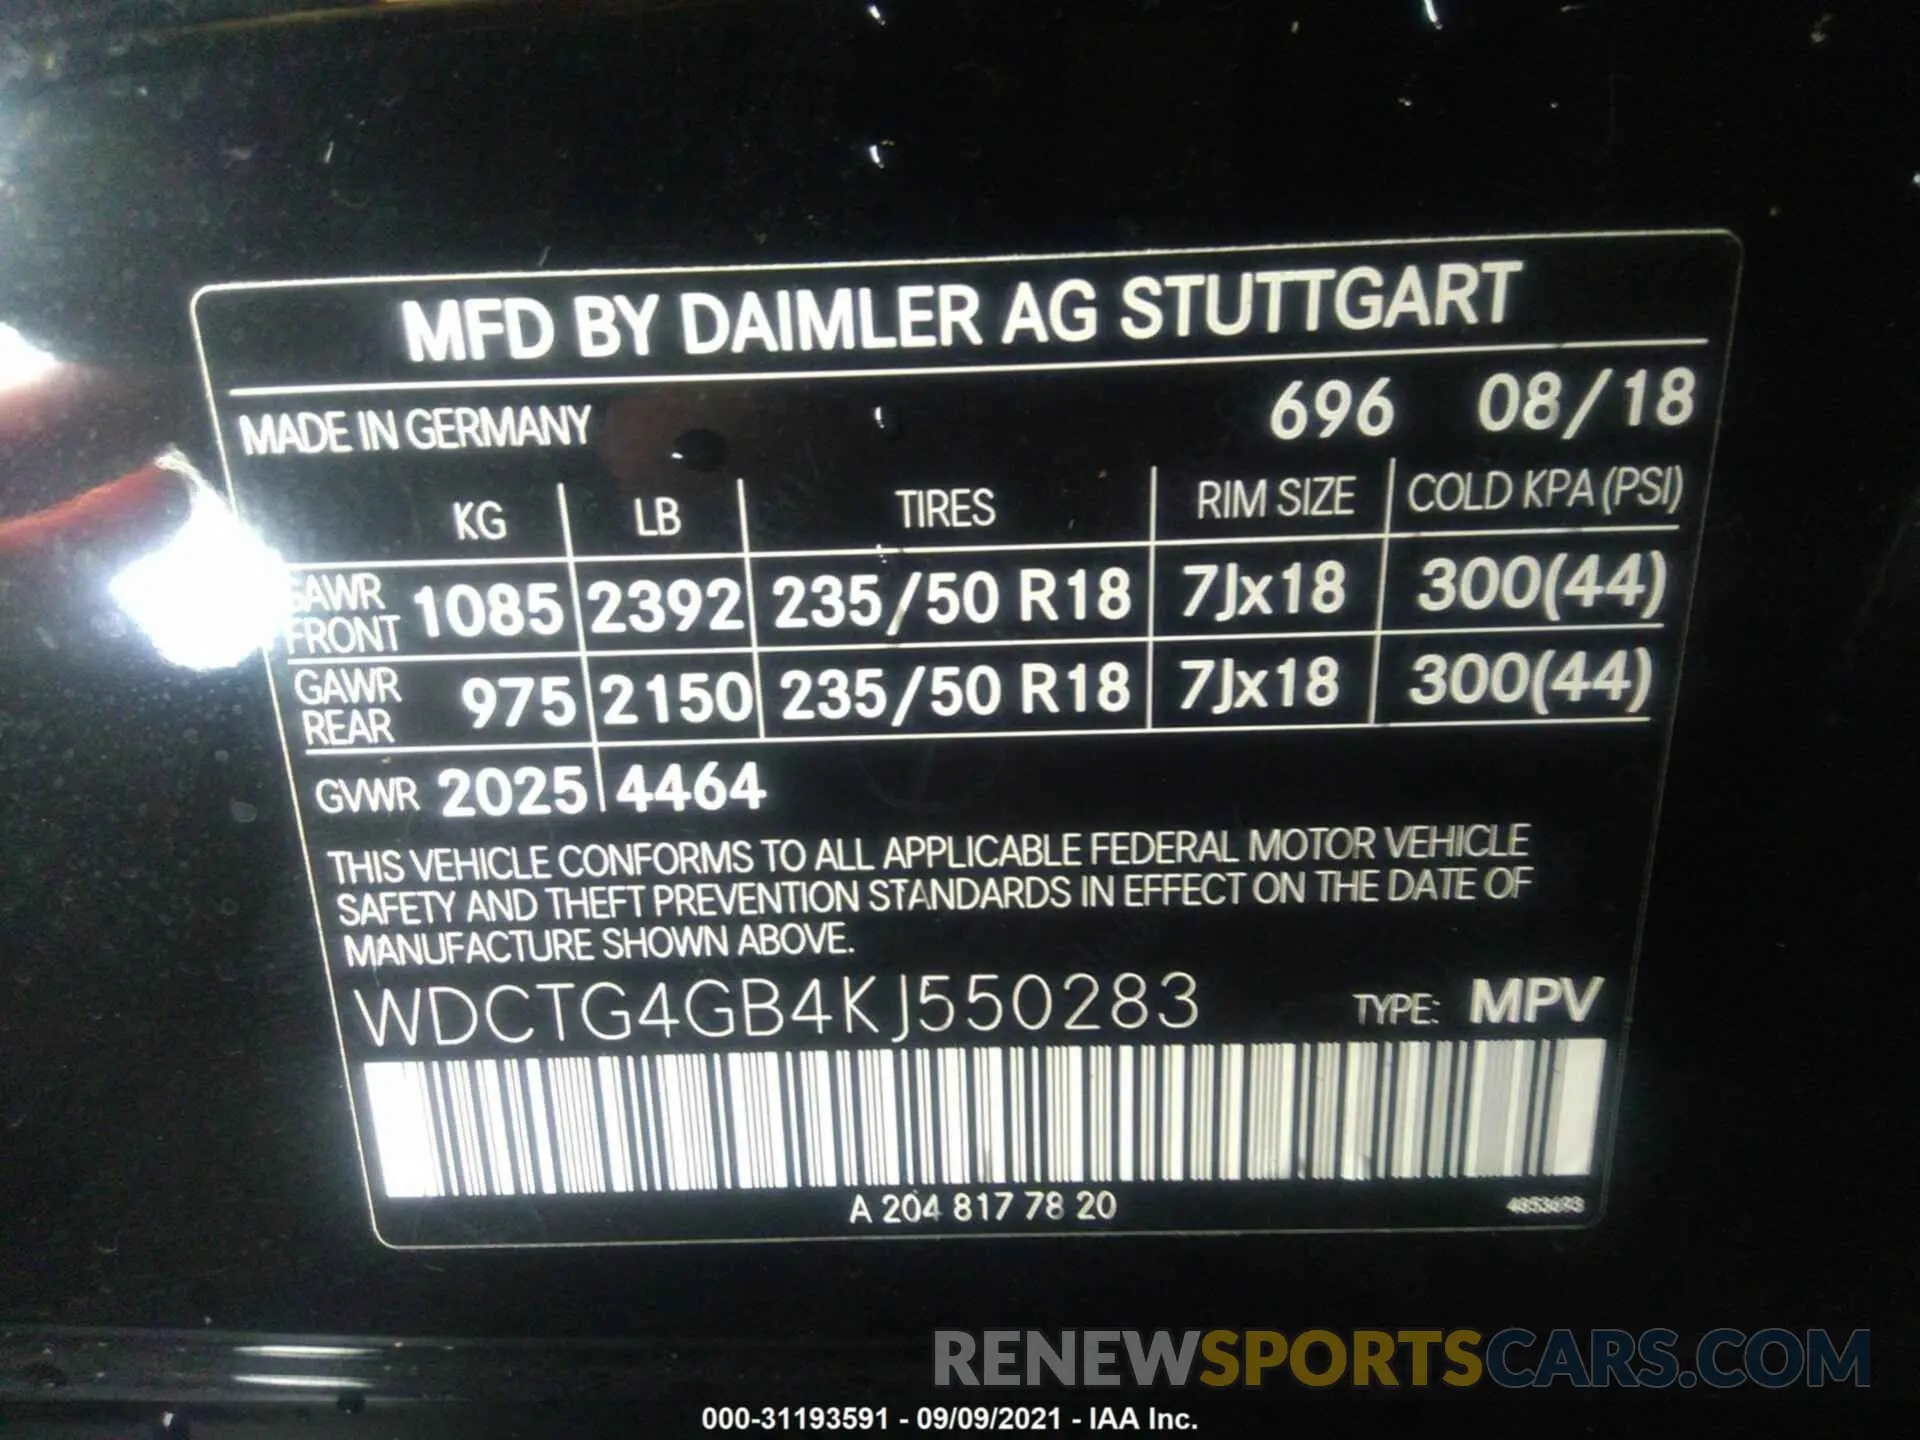 MFD BY DAIMLER AG STUTTGART
MADE IN GERMANY 696 08/18
KG LB TIRES RIM SIZE COLD KPA (PSI)
GAWR FRONT 1085 2392 235/50 R18 7Jx18 300(44)
GAWR REAR 975 2150 235/50 R18 7Jx18 300(44)
GVWR 2025 4464
THIS VEHICLE CONFORMS TO ALL APPLICABLE FEDERAL MOTOR VEHICLE
SAFETY AND THEFT PREVENTION STANDARDS IN EFFECT ON THE DATE OF
MANUFACTURE SHOWN ABOVE.
WDCTG4GB4KJ550283 TYPE: MPV
A 204 817 78 20
RENEWSPORTSCARS.COM
000-31193591 - 09/09/2021 - IAA Inc.